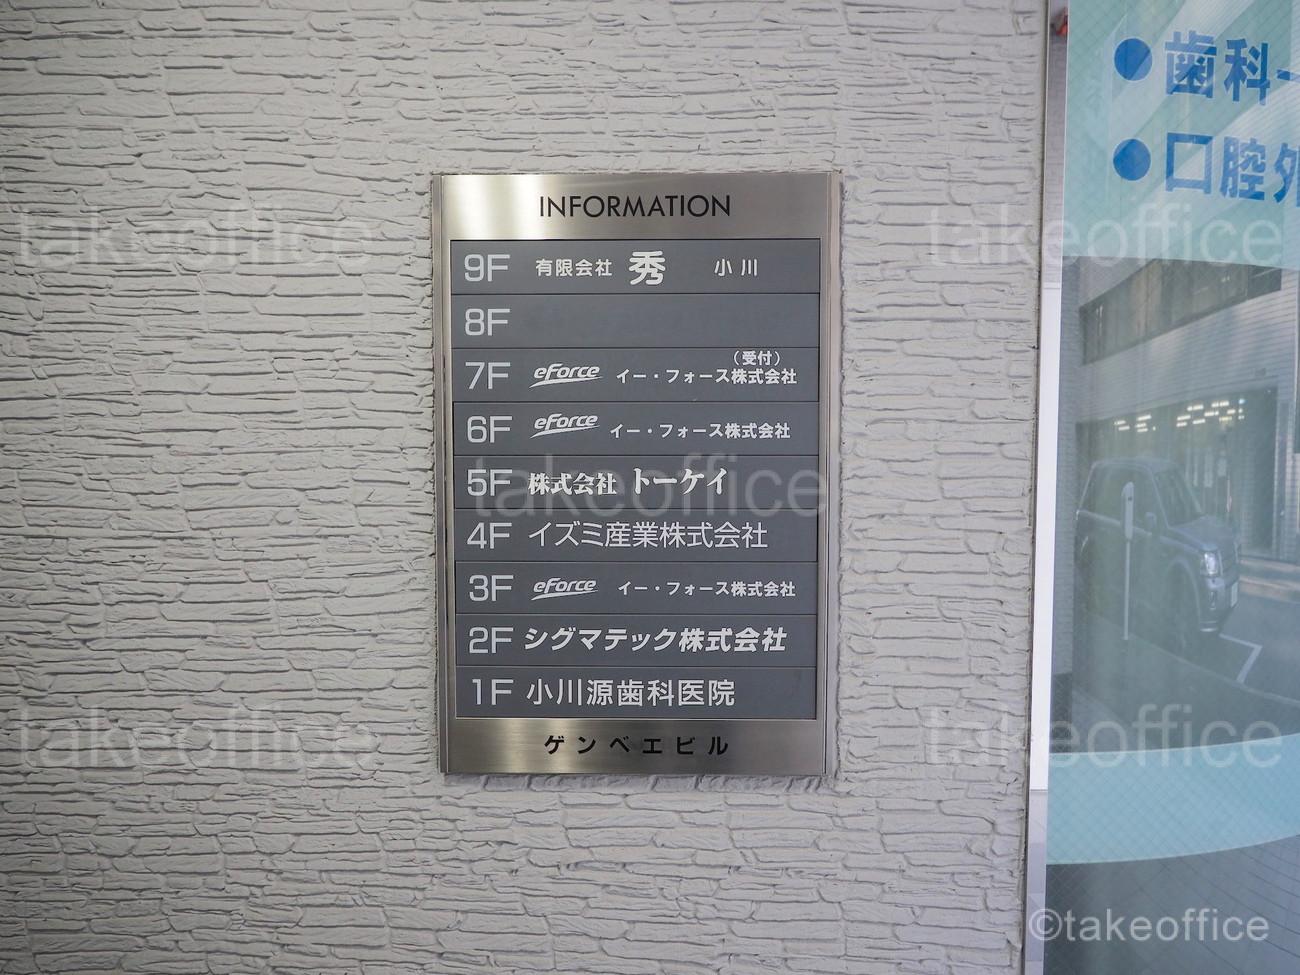 INFORMATION
9F 有限会社 秀 小川
8F
(受付)
7F eForce イー・フォース株式会社
6F eForce イー・フォース株式会社
5F 株式会社 トーケイ
4F イズミ産業株式会社
3F eForce イー・フォース株式会社
2F シグマテック株式会社
1F 小川源歯科医院
ゲンベエビル
●歯科
●口腔外
takeoffice
takeoffice
takeoffice
takeoffice
takeoffice
©takeoffice